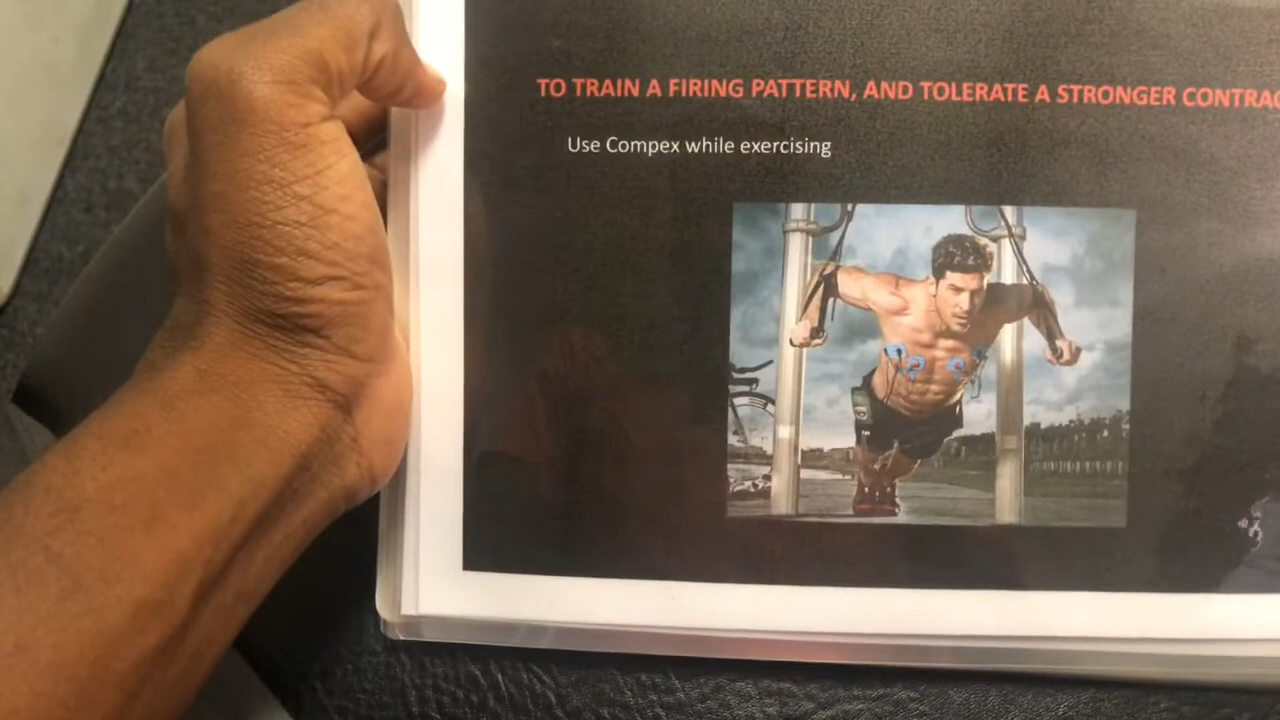 TO TRAIN A FIRING PATTERN, AND TOLERATE A STRONGER
Use Compex while exercising